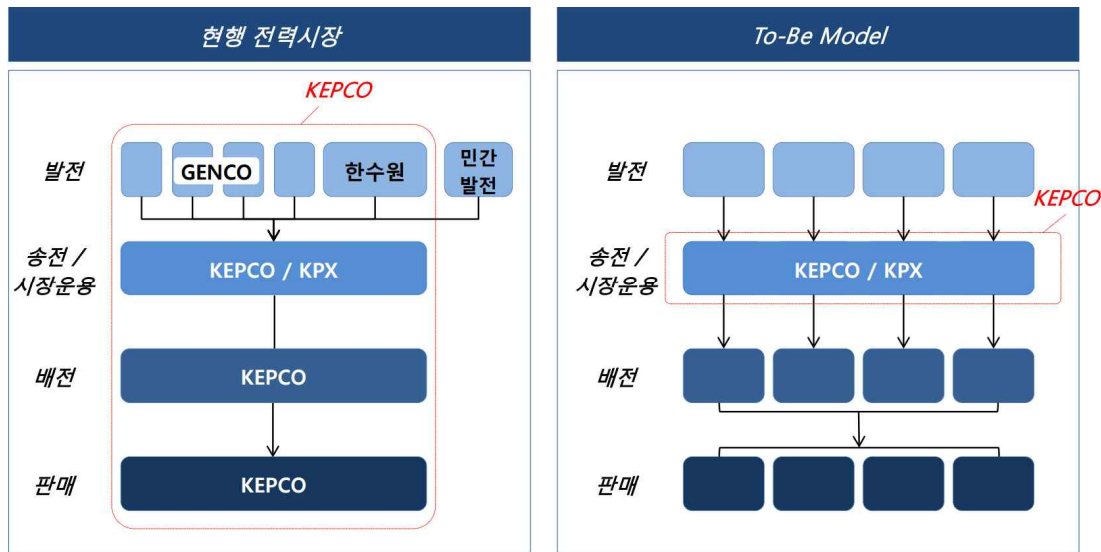 현행 전력시장
KEPCO
발전
GENCO
한수원
민간
발전
송전 /
시장운용
KEPCO / KPX
배전
KEPCO
판매
KEPCO
To-Be Model
발전
KEPCO
송전 /
시장운용
KEPCO / KPX
배전
판매